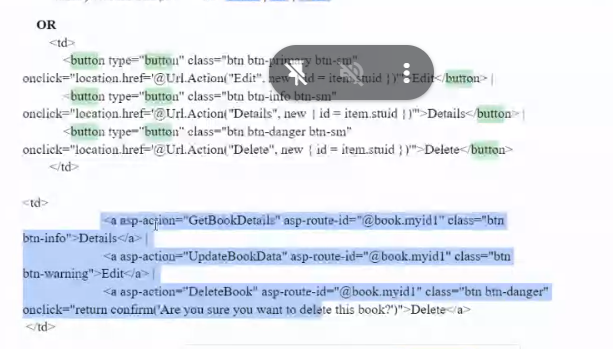 OR
<td>
<button type="button" class="btn btn-primary btn-sm"
onclick="location.href='@Url.Action("Edit", new { id = item.stuid })'">Edit</button> |
<button type="button" class="btn btn-info btn-sm"
onclick="location.href='@Url.Action("Details", new { id = item.stuid })'">Details</button> |
<button type="button" class="btn btn-danger btn-sm"
onclick="location.href='@Url.Action("Delete", new { id = item.stuid })'">Delete</button>
</td>
<td>
<a asp-action="GetBookDetails" asp-route-id="@book.myid1" class="btn
btn-info">Details</a> |
<a asp-action="UpdateBookData" asp-route-id="@book.myid1" class="btn
btn-warning">Edit</a> |
<a asp-action="DeleteBook" asp-route-id="@book.myid1" class="btn btn-danger"
onclick="return confirm('Are you sure you want to delete this book?')">Delete</a>
</td>